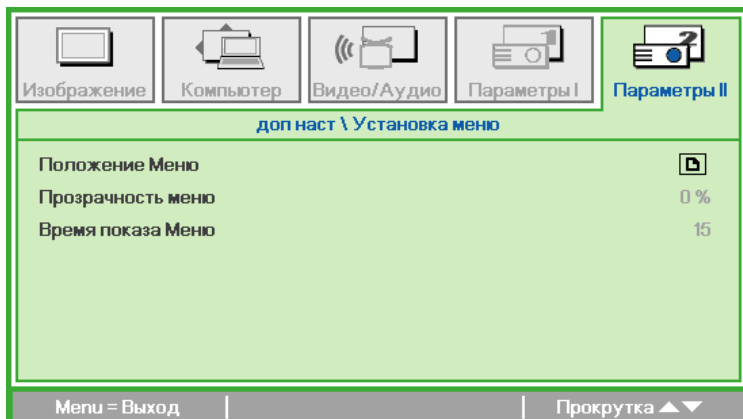 Изображение Компьютер Видео/Аудио Параметры I Параметры II
доп наст \ Установка меню
Положение Меню
Прозрачность меню 0 %
Время показа Меню 15
Menu = Выход Прокрутка ▲▼